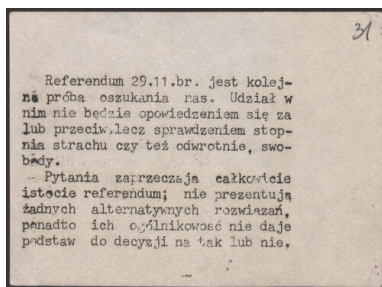 31
Referendum 29.11.br. jest kolej-
na próba oszukania nas. Udział w
nim nie będzie opowiedzeniem się za
lub przeciw,lecz sprawdzeniem stop-
nia strachu czy też odwrotnie, swo-
body.
- Pytania zaprzeczają całkowicie
istocie referendum; nie prezentują
żadnych alternatywnych rozwiązań,
ponadto ich ogólnikowość nie daje
podstaw do decyzji na tak lub nie.